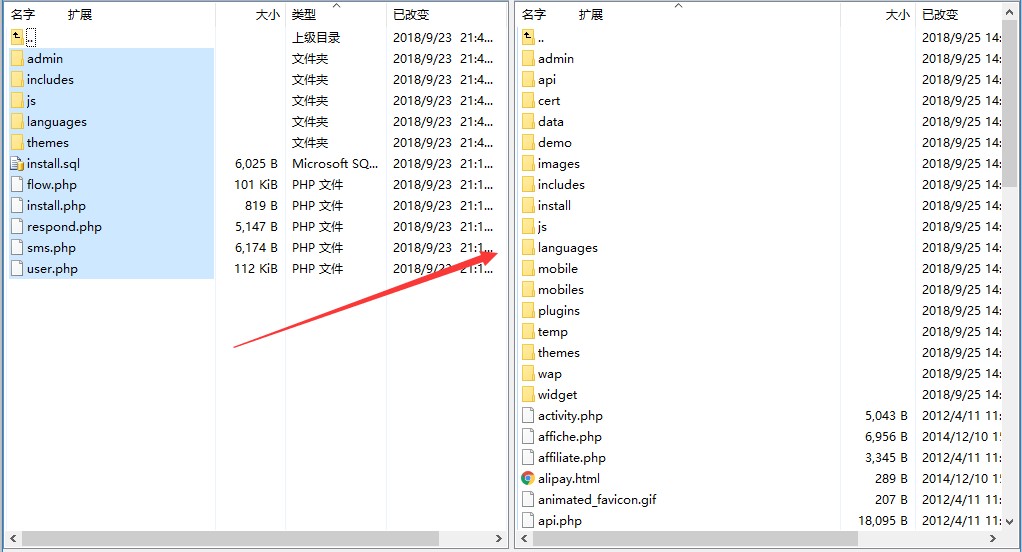 名字 扩展 大小 类型 已改变
.. 上级目录 2018/9/23 21:4...
admin 文件夹 2018/9/23 21:4...
includes 文件夹 2018/9/23 21:4...
js 文件夹 2018/9/23 21:4...
languages 文件夹 2018/9/23 21:4...
themes 文件夹 2018/9/23 21:4...
install.sql 6,025 B Microsoft SQ... 2018/9/23 21:1...
flow.php 101 KiB PHP 文件 2018/9/23 21:1...
install.php 819 B PHP 文件 2018/9/23 21:1...
respond.php 5,147 B PHP 文件 2018/9/23 21:1...
sms.php 6,174 B PHP 文件 2018/9/23 21:1...
user.php 112 KiB PHP 文件 2018/9/23 21:1...
名字 扩展 大小 已改变
.. 2018/9/25 14:
admin 2018/9/25 14:
api 2018/9/25 14:
cert 2018/9/25 14:
data 2018/9/25 14:
demo 2018/9/25 14:
images 2018/9/25 14:
includes 2018/9/25 14:
install 2018/9/25 14:
js 2018/9/25 14:
languages 2018/9/25 14:
mobile 2018/9/25 14:
mobiles 2018/9/25 14:
plugins 2018/9/25 14:
temp 2018/9/25 14:
themes 2018/9/25 14:
wap 2018/9/25 14:
widget 2018/9/25 14:
activity.php 5,043 B 2012/4/11 11:
affiche.php 6,956 B 2014/12/10 15
affiliate.php 3,345 B 2012/4/11 11:
alipay.html 289 B 2014/12/10 15
animated_favicon.gif 207 B 2012/4/11 11:
api.php 18,095 B 2012/4/11 11: